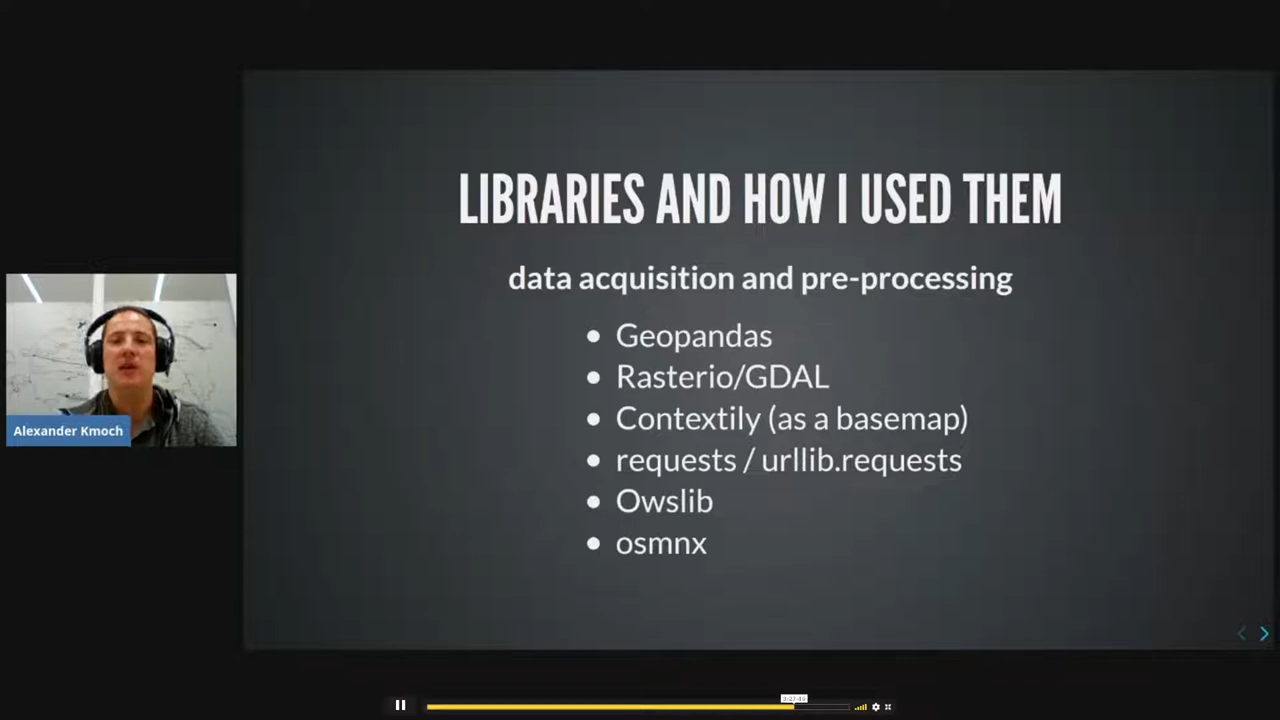 LIBRARIES AND HOW I USED THEM
data acquisition and pre-processing
• Geopandas
• Rasterio/GDAL
• Contextily (as a basemap)
• requests / urllib.requests
• Owslib
• osmnx
Alexander Kmoch